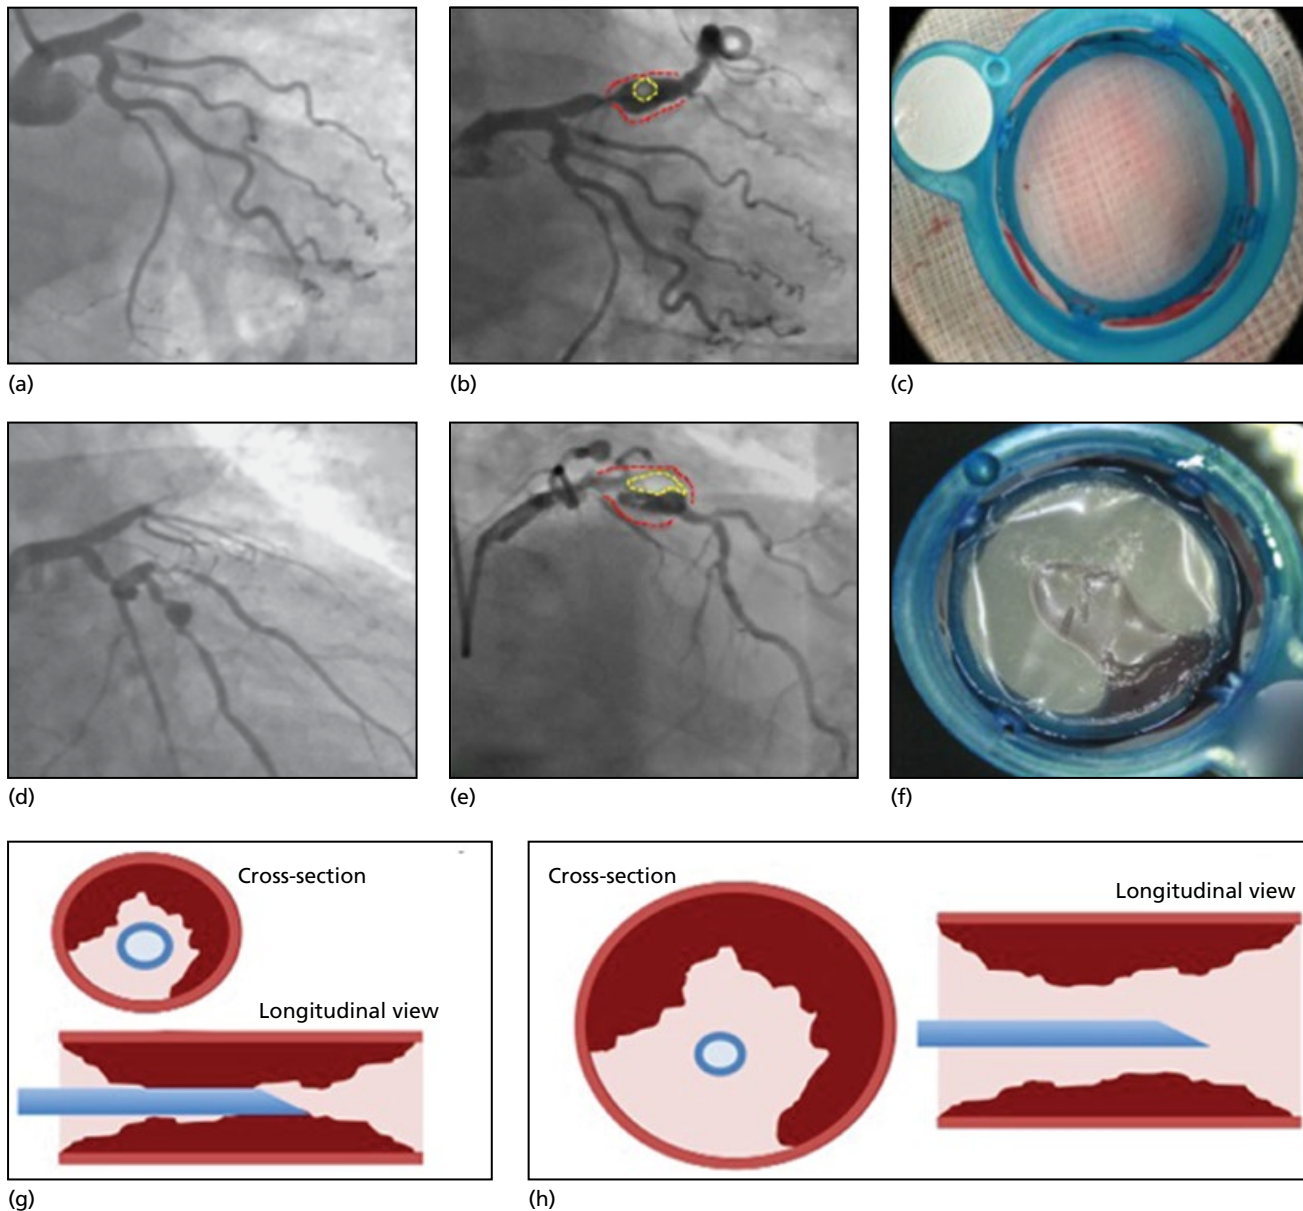 (a)
(b)
(c)
(d)
(e)
(f)
Cross-section
Longitudinal view
(g)
Cross-section
Longitudinal view
(h)